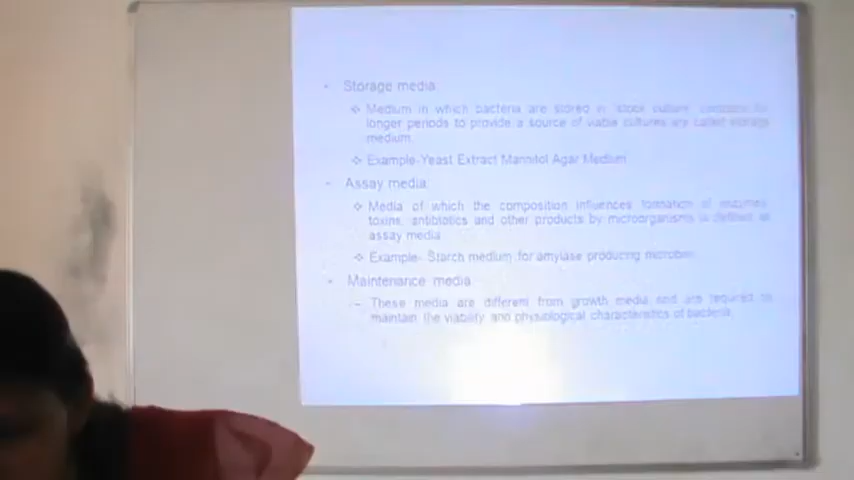 Storage media
Medium in which bacteria are stored in 'stock culture' for
longer periods to provide a source of viable cultures are called storage
medium.
Example-Yeast Extract Mannitol Agar Medium
Assay media
Media of which the composition influences formation of enzymes,
toxins, antibiotics and other products by microorganisms is defined as
assay media
Example- Starch medium for amylase producing microbes
Maintenance media
These media are different from growth media and are required to
maintain the viability and physiological characteristics of bacteria.